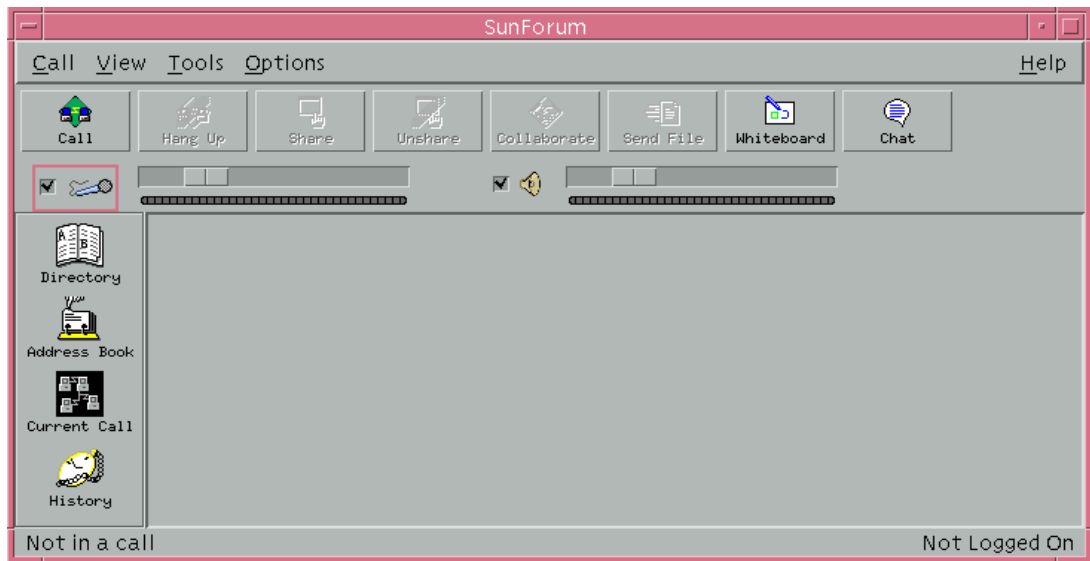 SunForum
Call View Tools Options Help
Call Hang Up Share Unshare Collaborate Send File Whiteboard Chat
A B
Directory
Address Book
Current Call
History
Not in a call Not Logged On